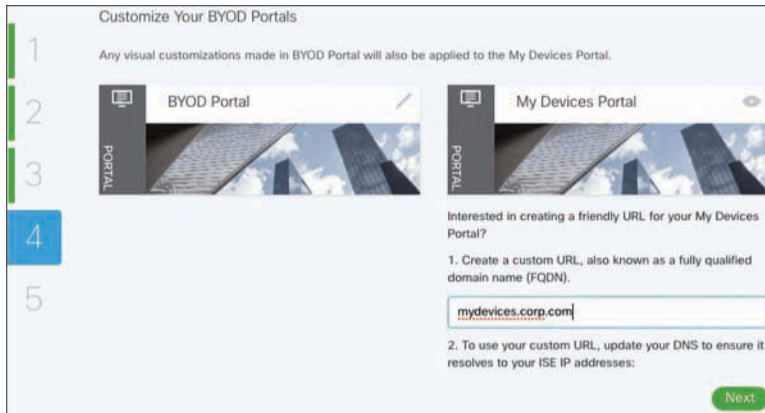 Customize Your BYOD Portals
1
Any visual customizations made in BYOD Portal will also be applied to the My Devices Portal.
2
BYOD Portal
My Devices Portal
PORTAL
PORTAL
3
4
Interested in creating a friendly URL for your My Devices
Portal?
1. Create a custom URL, also known as a fully qualified
domain name (FQDN).
5
mydevices.corp.com
2. To use your custom URL, update your DNS to ensure it
resolves to your ISE IP addresses:
Next